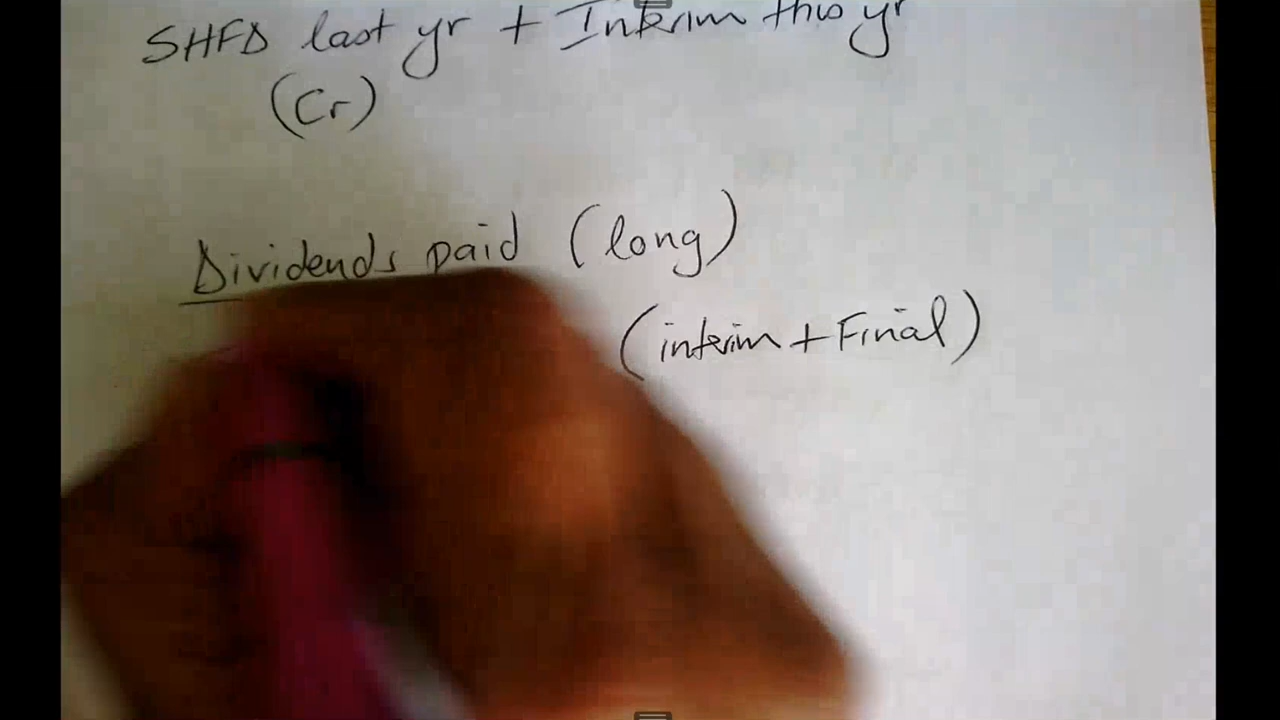 SHFD last yr + Interim this yr
(Cr)
Dividends paid (long)
(interim + Final)